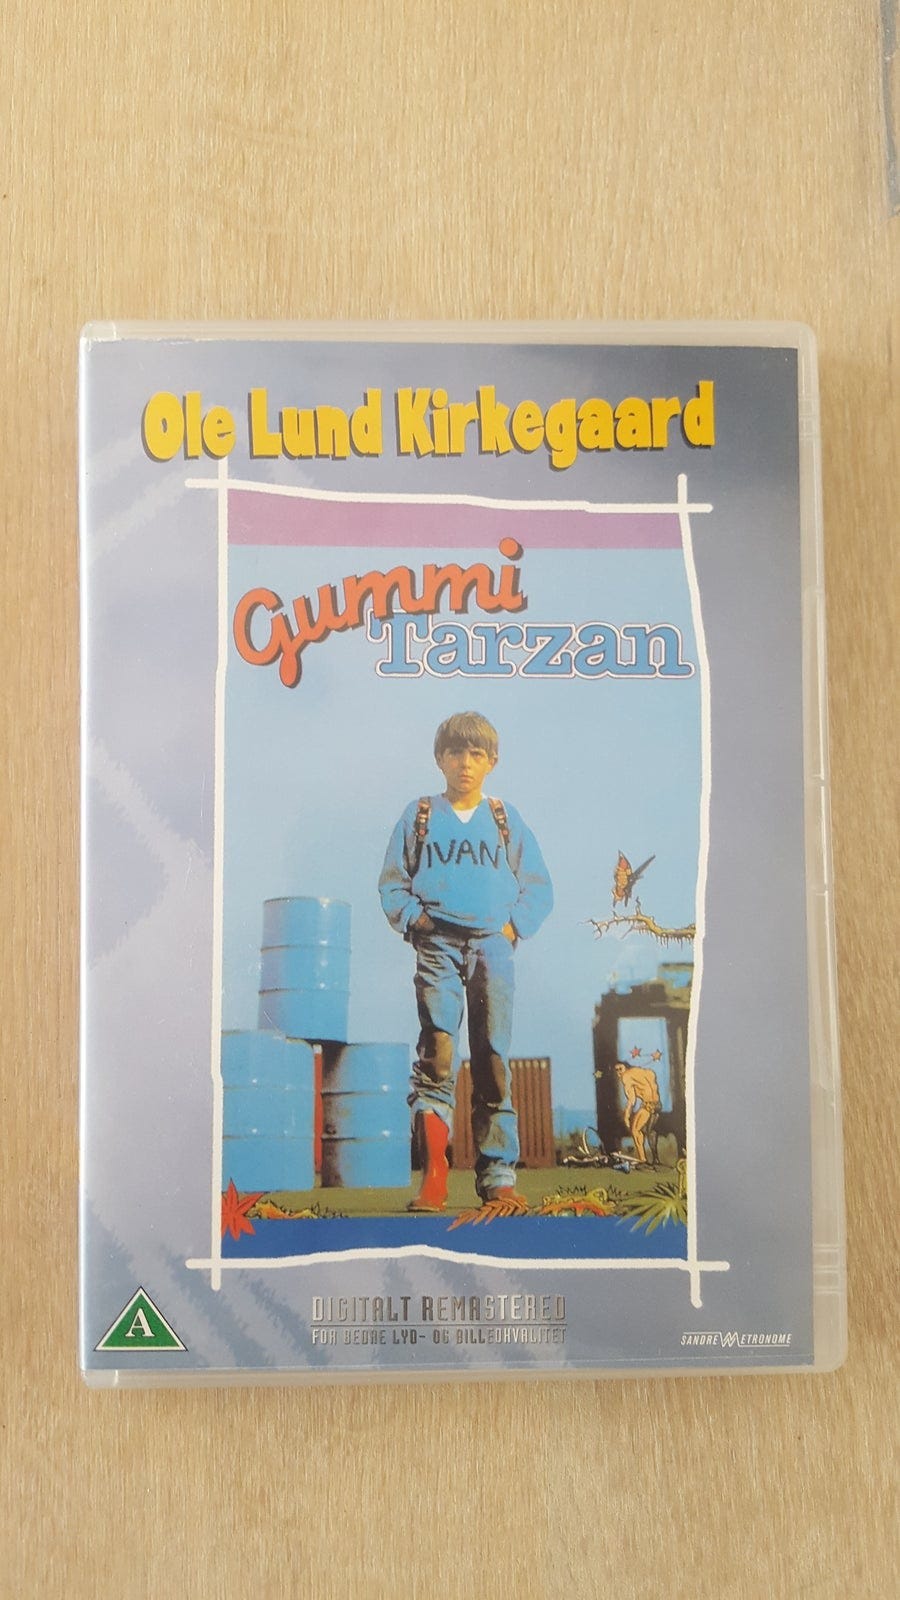 Ole Lund Kirkegaard
Gummi
Tarzan
IVAN
A
DIGITALT REMASTERED
FOR BEDRE LYD- OG BILLEDKVALITET
SANDREW METRONOME